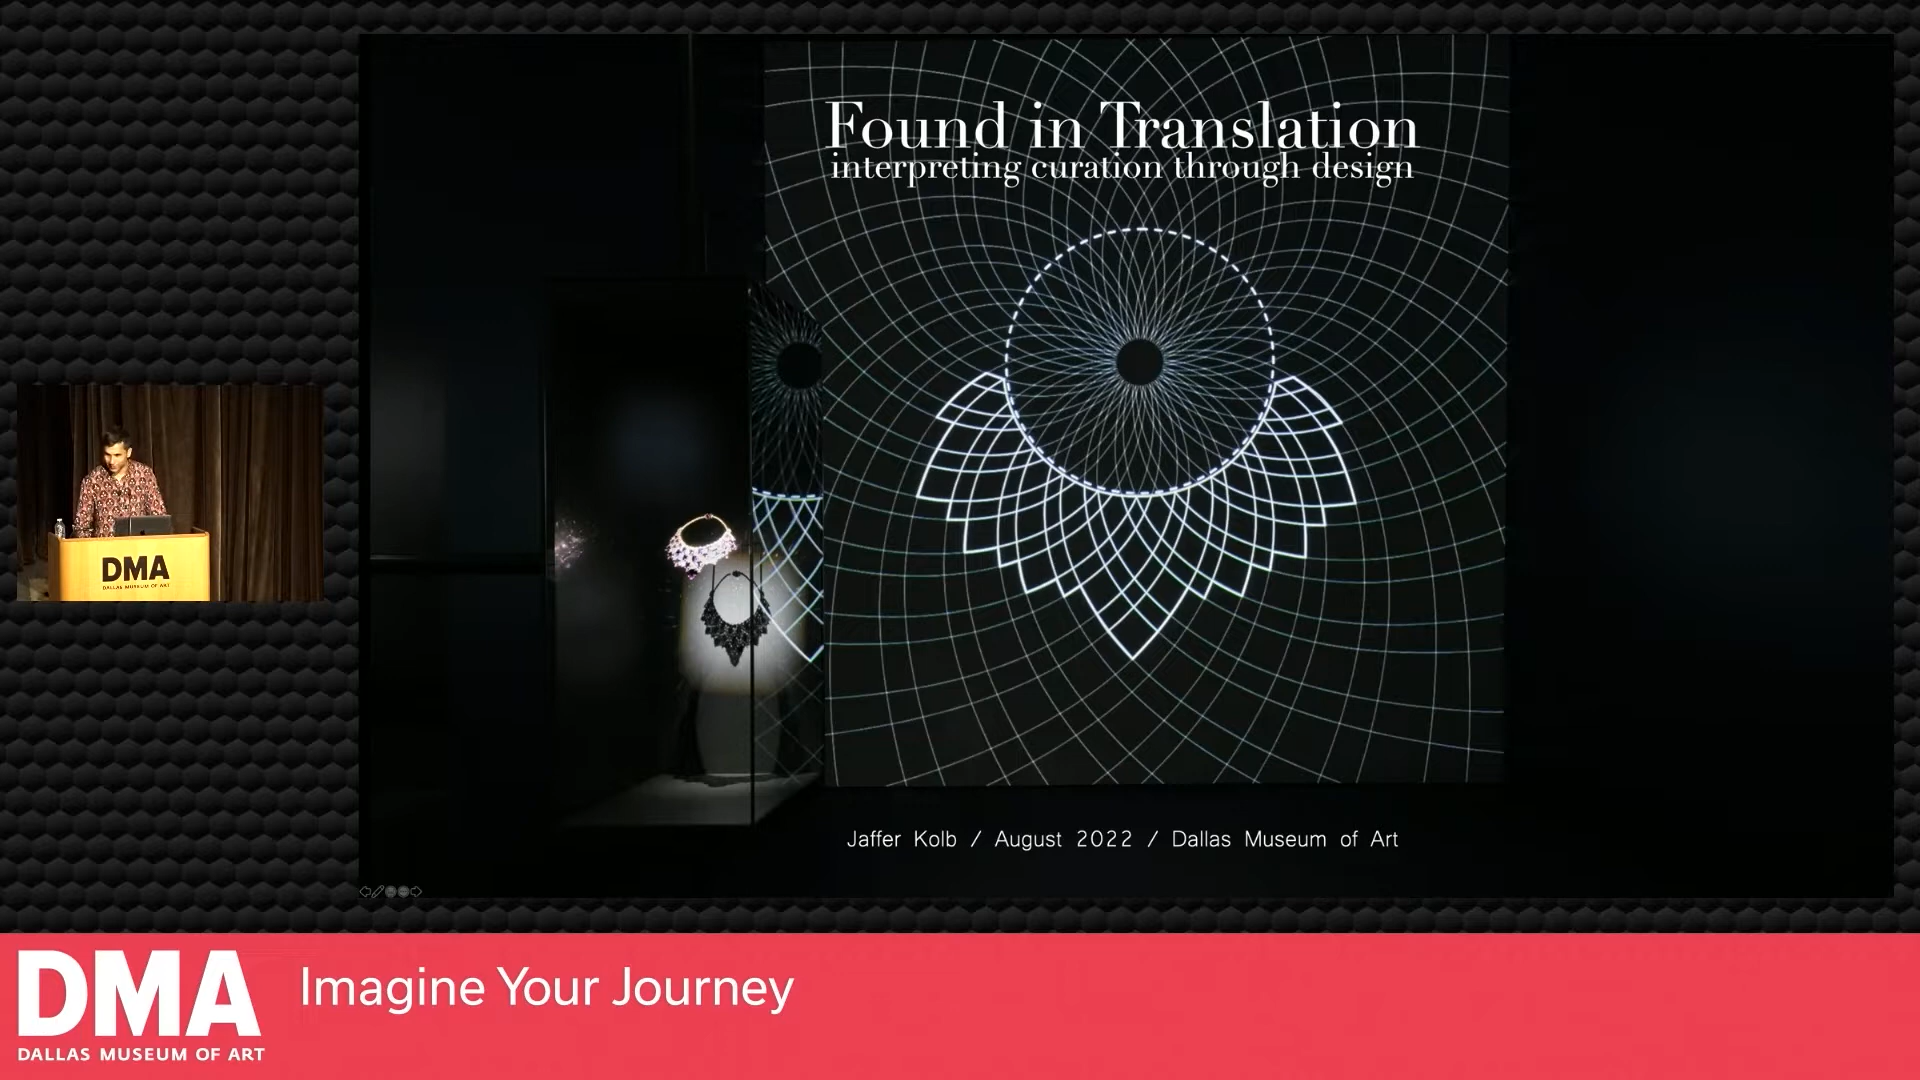 Found in Translation
interpreting curation through design
DMA
DALLAS MUSEUM OF ART
Jaffer Kolb / August 2022 / Dallas Museum of Art
DMA
DALLAS MUSEUM OF ART
Imagine Your Journey